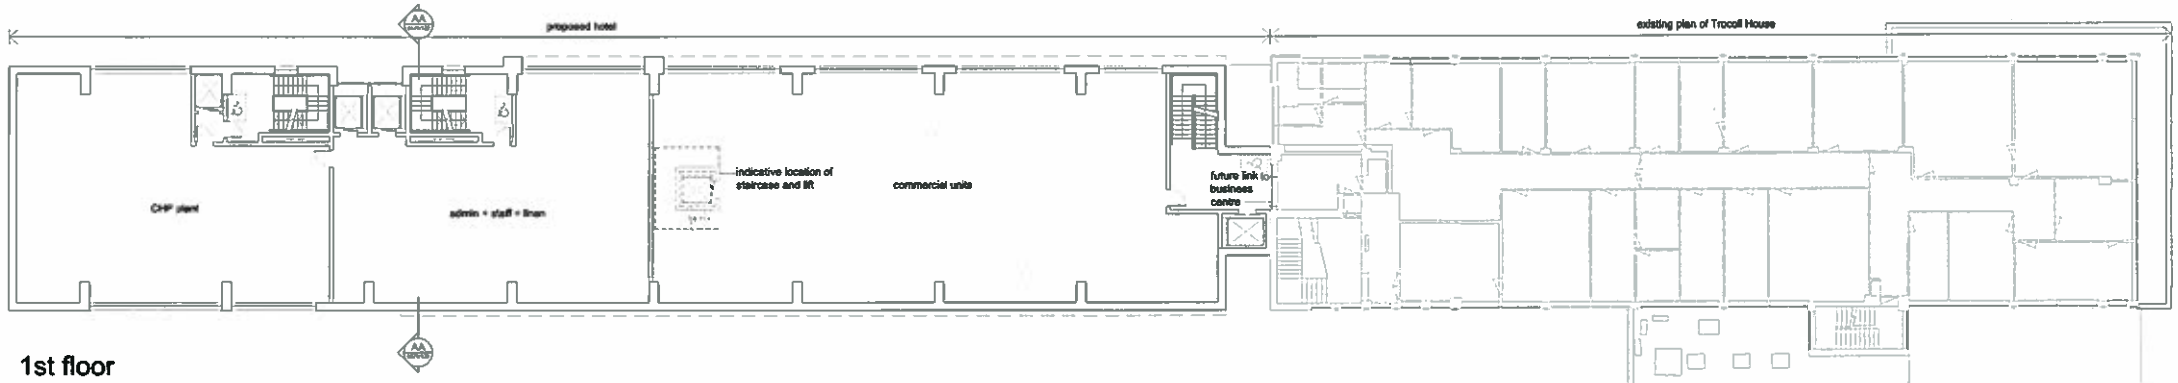 AA
proposed hotel
existing plan of Trocoll House
indicative location of
staircase and lift
commercial units
future link to
business
centre
CHP plant
admin + staff + linen
AA
1st floor